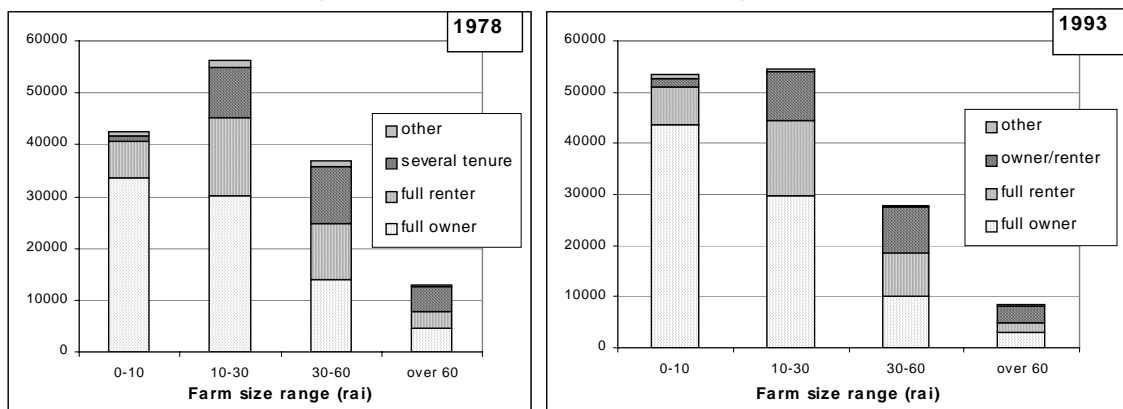 1978
60000
50000
40000
30000
20000
10000
0
0-10 10-30 30-60 over 60
Farm size range (rai)
other
several tenure
full renter
full owner
1993
60000
50000
40000
30000
20000
10000
0
0-10 10-30 30-60 over 60
Farm size range (rai)
other
owner/renter
full renter
full owner